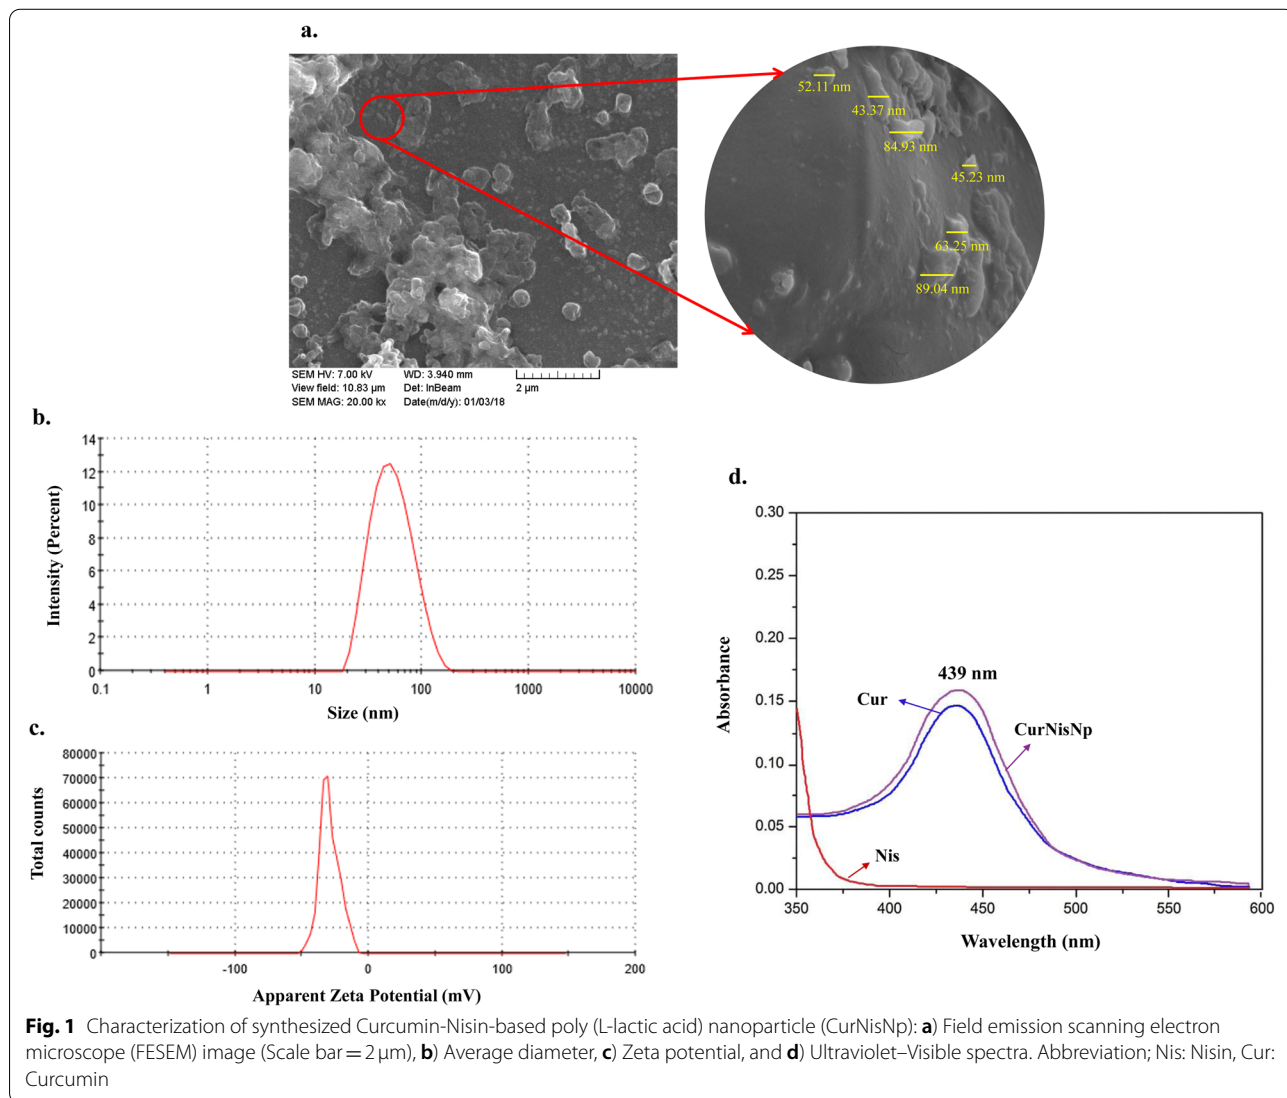 a.
52.11 nm
43.37 nm
84.93 nm
45.23 nm
63.25 nm
89.04 nm
SEM HV: 7.00 kV WD: 3.940 mm
View field: 10.83 µm Det: InBeam 2 µm
SEM MAG: 20.00 kx Date(m/d/y): 01/03/18
b.
14
12
10
8
6
4
2
0
Intensity (Percent)
0.1 1 10 100 1000 10000
Size (nm)
c.
80000
70000
60000
50000
40000
30000
20000
10000
0
Total counts
-100 0 100 200
Apparent Zeta Potential (mV)
d.
0.30
0.25
0.20
0.15
0.10
0.05
0.00
Absorbance
439 nm
Cur
CurNisNp
Nis
350 400 450 500 550 600
Wavelength (nm)
Fig. 1 Characterization of synthesized Curcumin-Nisin-based poly (L-lactic acid) nanoparticle (CurNisNp): a) Field emission scanning electron
microscope (FESEM) image (Scale bar = 2 µm), b) Average diameter, c) Zeta potential, and d) Ultraviolet–Visible spectra. Abbreviation; Nis: Nisin, Cur:
Curcumin